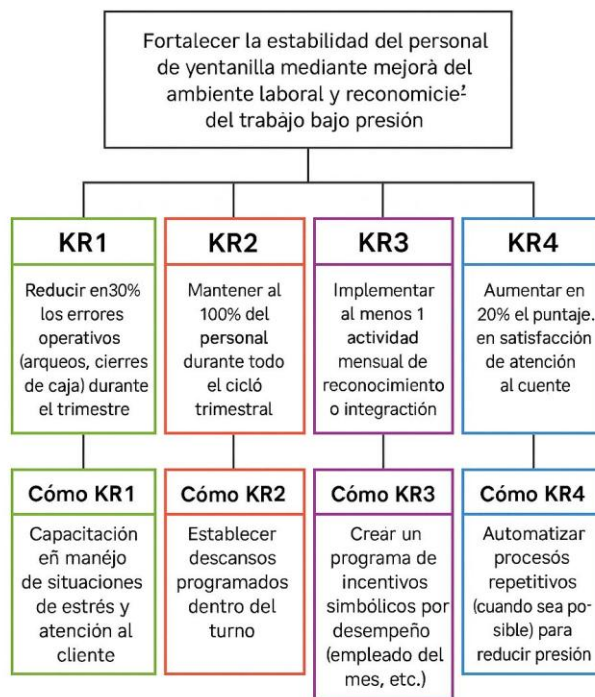 Fortalecer la estabilidad del personal
de yentanilla mediante mejorà del
ambiente laboral y reconomicie
del trabajo bajo presión
KR1
Reducir en30%
los errores
operativos
(arqueos, cierres
de caja) durante
el trimestre
KR2
Mantener al
100% del
personal
durante todo
el cicló
trimestral
KR3
Implementar
al menos 1
actividad
mensual de
reconocimiento
o integractión
KR4
Aumentar en
20% el puntaje.
en satisfacción
de atención
al cuente
Cómo KR1
Capacitación
eñ manéjo
de situaciones
de estrés y
atención al
cliente
Cómo KR2
Establecer
descansos
programados
dentro del
turno
Cómo KR3
Crear un
programa de
incentivos
simbólicos por
desempeño
(empleado del
mes, etc.)
Cómo KR4
Automatizar
procesós
repetitivos
(cuando sea po-
sible) para
reducir presión